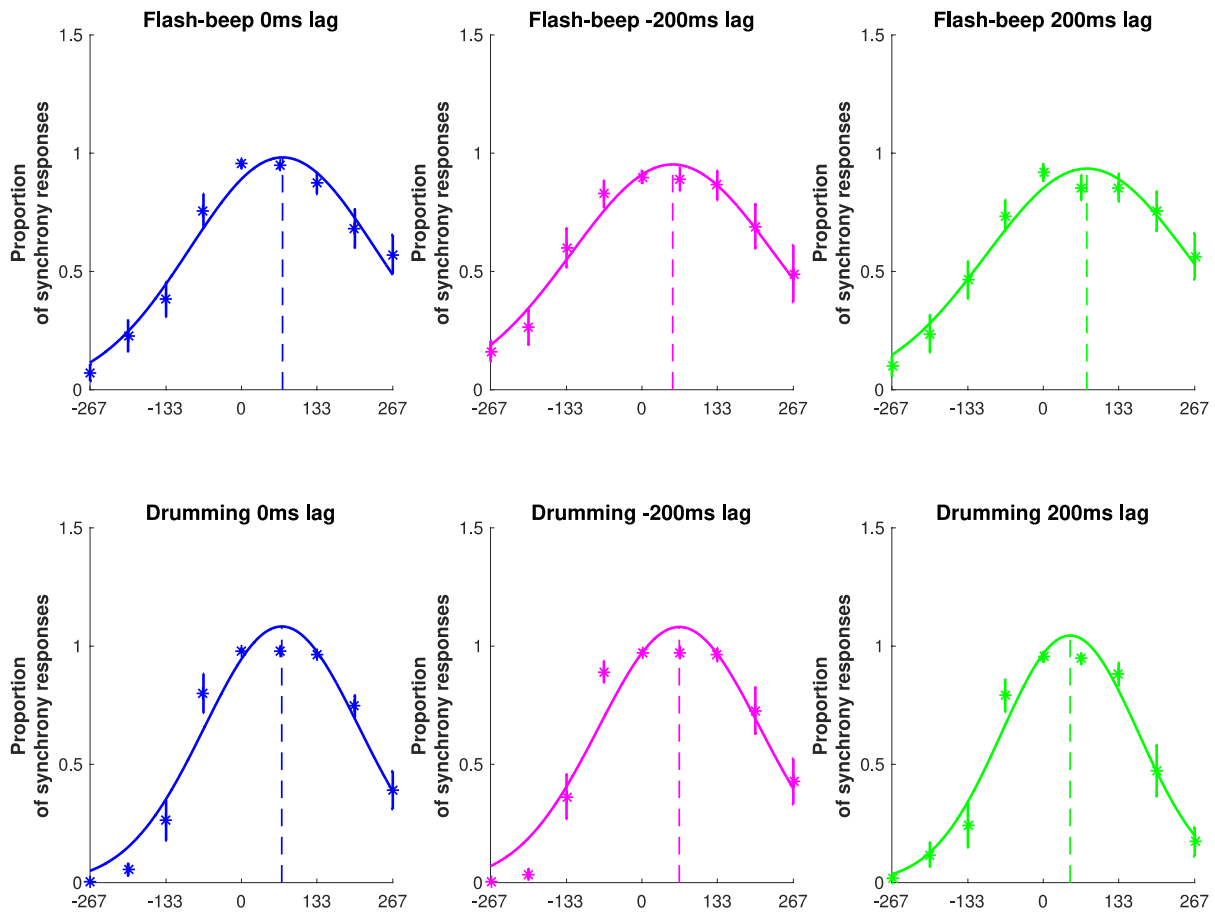 Flash-beep 0ms lag
Proportion
of synchrony responses
1.5
1
0.5
0
-267 -133 0 133 267
Flash-beep -200ms lag
Proportion
of synchrony responses
1.5
1
0.5
0
-267 -133 0 133 267
Flash-beep 200ms lag
Proportion
of synchrony responses
1.5
1
0.5
0
-267 -133 0 133 267
Drumming 0ms lag
Proportion
of synchrony responses
1.5
1
0.5
0
-267 -133 0 133 267
Drumming -200ms lag
Proportion
of synchrony responses
1.5
1
0.5
0
-267 -133 0 133 267
Drumming 200ms lag
Proportion
of synchrony responses
1.5
1
0.5
0
-267 -133 0 133 267